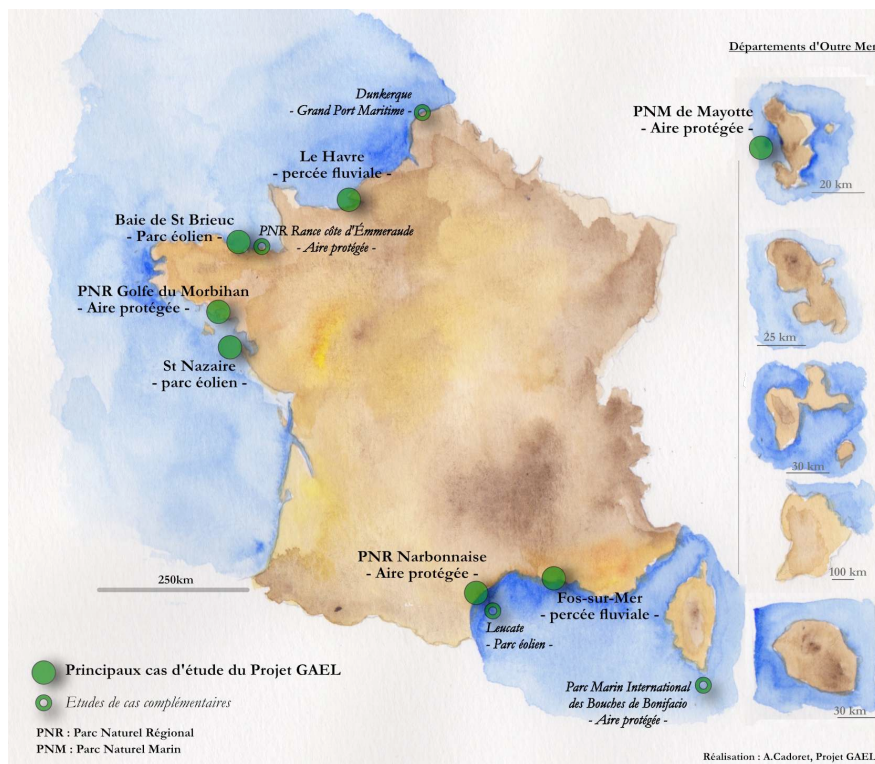 Départements d'Outre Mer
Dunkerque
- Grand Port Maritime -
PNM de Mayotte
- Aire protégée -
Le Havre
- percée fluviale -
20 km
Baie de St Brieuc
- Parc éolien -
PNR Rance côte d'Émmeraude
- Aire protégée -
PNR Golfe du Morbihan
- Aire protégée -
25 km
St Nazaire
- parc éolien -
30 km
PNR Narbonnaise
- Aire protégée -
100 km
250km
Fos-sur-Mer
- percée fluviale -
Leucate
- Parc éolien -
Principaux cas d'étude du Projet GAEL
Etudes de cas complémentaires
Parc Marin International
des Bouches de Bonifacio
- Aire protégée -
30 km
PNR : Parc Naturel Régional
PNM : Parc Naturel Marin
Réalisation : A.Cadoret, Projet GAEL